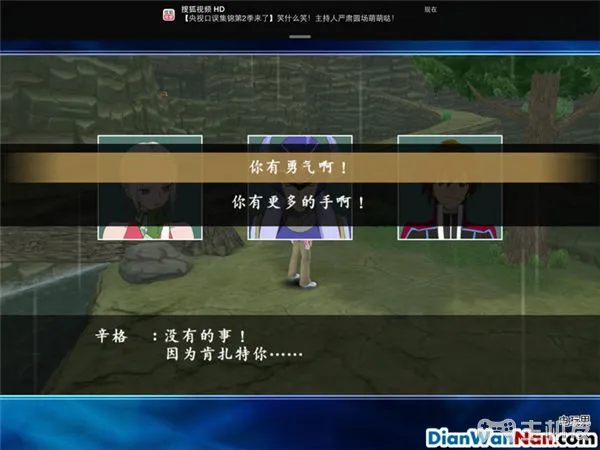 搜狐视频 HD
现在
【央视口误集锦第2季来了】笑什么笑！主持人严肃圆场萌萌哒！
你有勇气啊！
你有更多的手啊！
辛格 ：没有的事！
因为肯扎特你……
电玩男
DianWanNan.com